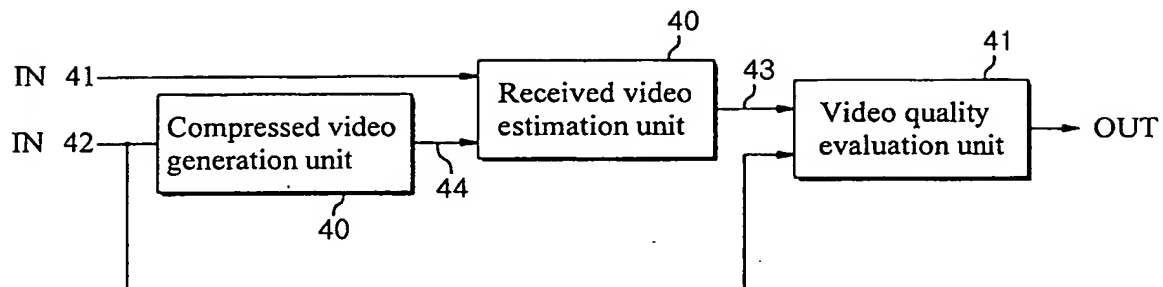 40
41
IN 41
43
Received video
estimation unit
Video quality
evaluation unit
OUT
IN 42
Compressed video
generation unit
44
40